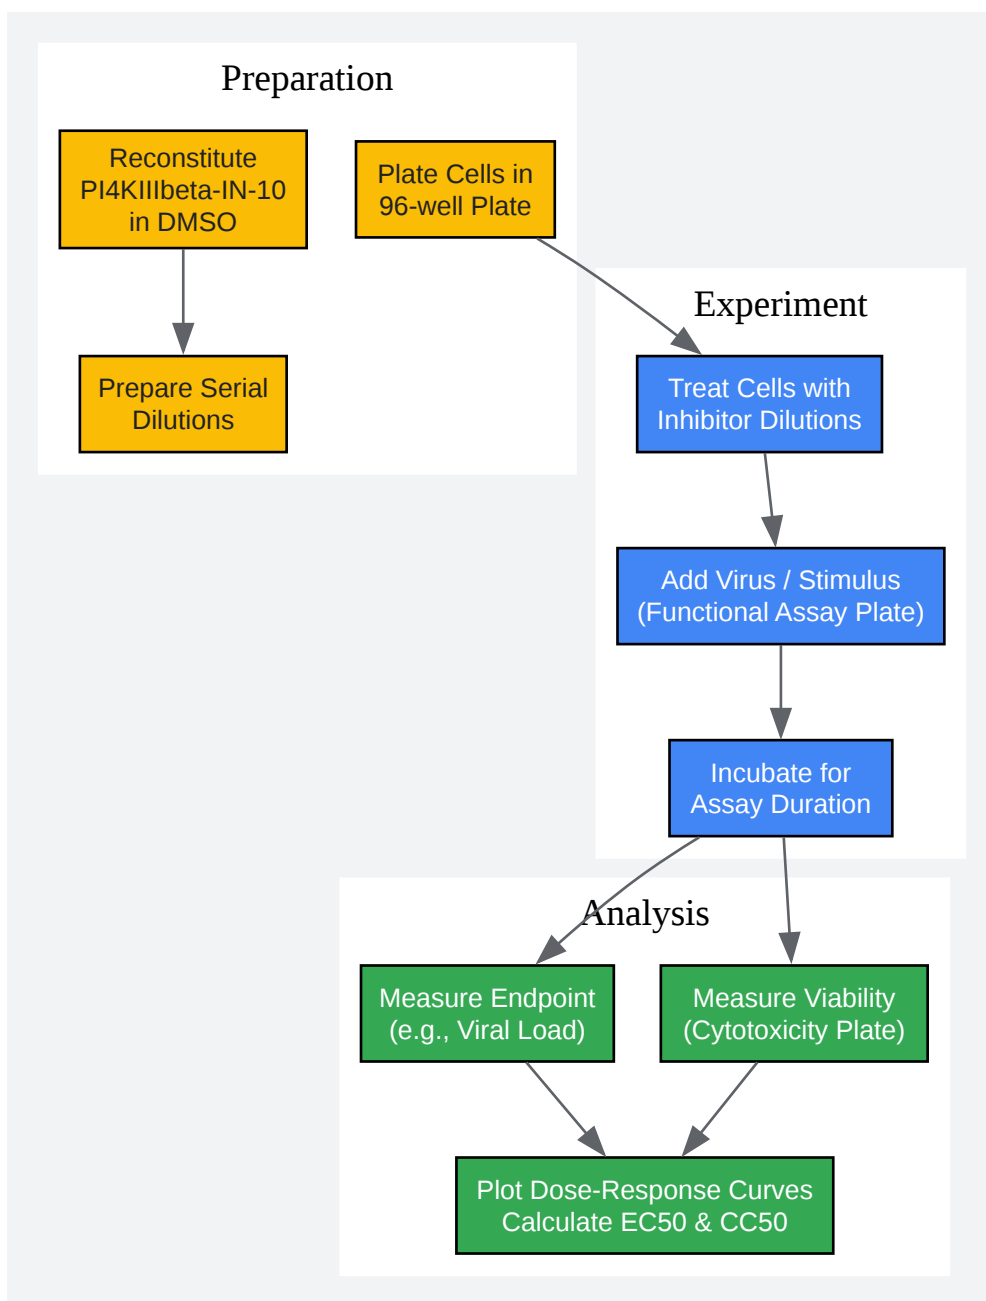 Preparation
Reconstitute
PI4KIIIbeta-IN-10
in DMSO
Plate Cells in
96-well Plate
Prepare Serial
Dilutions
Experiment
Treat Cells with
Inhibitor Dilutions
Add Virus / Stimulus
(Functional Assay Plate)
Incubate for
Assay Duration
Analysis
Measure Endpoint
(e.g., Viral Load)
Measure Viability
(Cytotoxicity Plate)
Plot Dose-Response Curves
Calculate EC50 & CC50